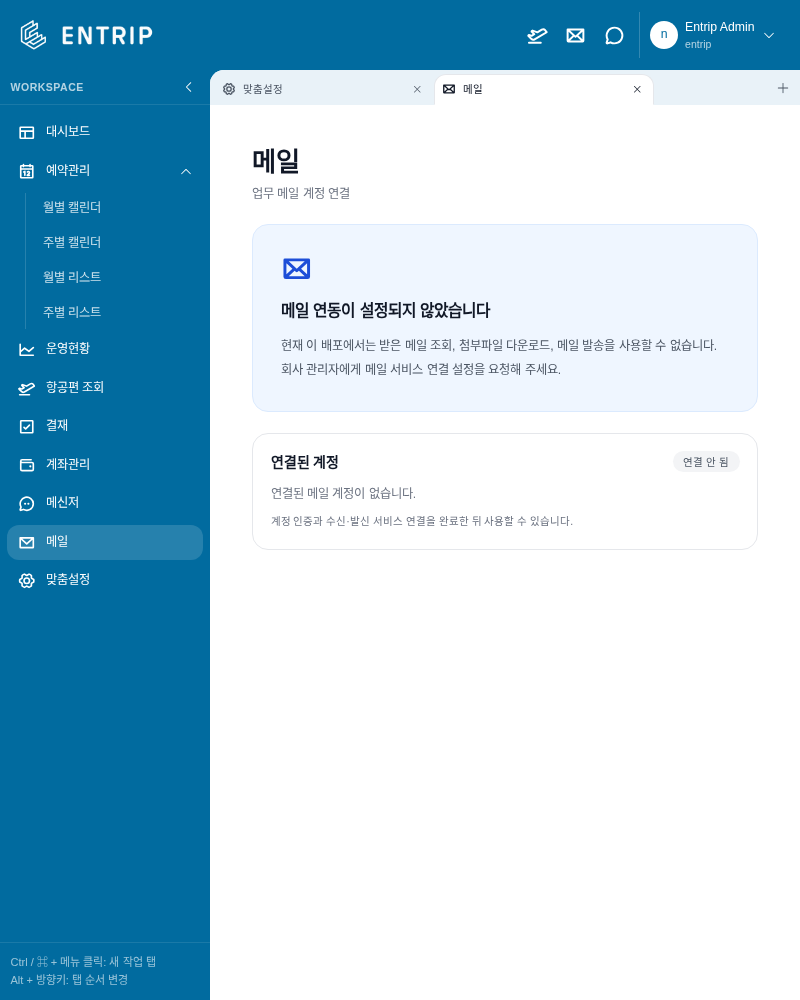 ENTRIP
n
Entrip Admin
entrip
WORKSPACE
대시보드
예약관리
12
월별 캘린더
주별 캘린더
월별 리스트
주별 리스트
운영현황
항공편 조회
결재
계좌관리
메신저
메일
맞춤설정
Ctrl / ⌘ + 메뉴 클릭: 새 작업 탭
Alt + 방향키: 탭 순서 변경
맞춤설정
메일
메일
업무 메일 계정 연결
메일 연동이 설정되지 않았습니다
현재 이 배포에서는 받은 메일 조회, 첨부파일 다운로드, 메일 발송을 사용할 수 없습니다.
회사 관리자에게 메일 서비스 연결 설정을 요청해 주세요.
연결된 계정
연결 안 됨
연결된 메일 계정이 없습니다.
계정 인증과 수신·발신 서비스 연결을 완료한 뒤 사용할 수 있습니다.